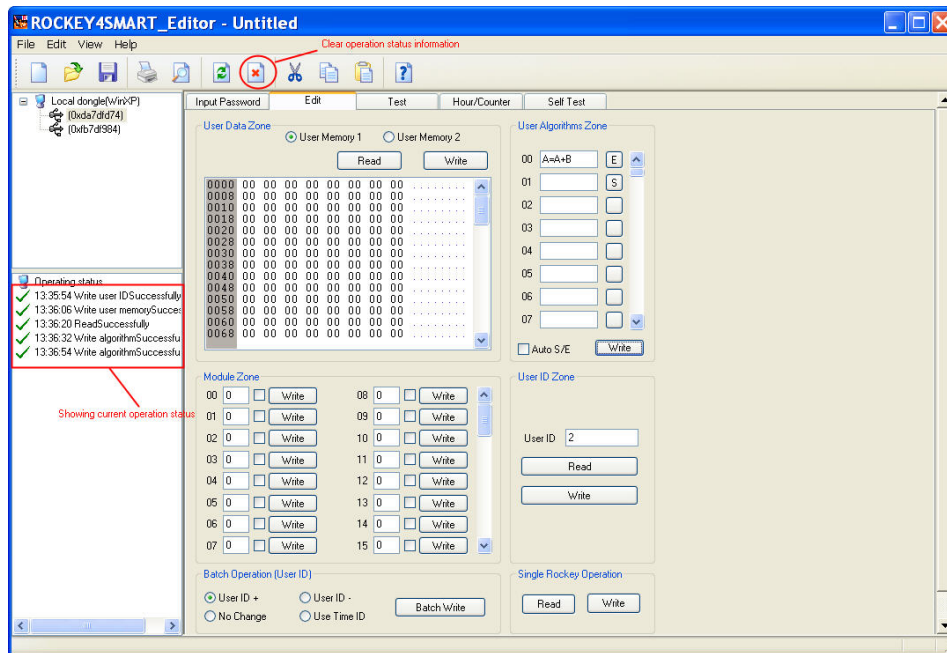 ROCKEY4SMART_Editor - Untitled
File Edit View Help
Clear operation status information
Local dongle(WinXP)
(0xda7dfd74)
(0xfb7df984)
Operating status
13:35:54 Write user IDSuccessfully
13:36:06 Write user memorySucces
13:36:20 ReadSuccessfully
13:36:32 Write algorithmSuccessfu
13:36:54 Write algorithmSuccessfu
Showing current operation status
Input Password Edit Test Hour/Counter Self Test
User Data Zone
User Memory 1 User Memory 2
Read Write
0000 00 00 00 00 00 00 00 00 ........
0008 00 00 00 00 00 00 00 00 ........
0010 00 00 00 00 00 00 00 00 ........
0018 00 00 00 00 00 00 00 00 ........
0020 00 00 00 00 00 00 00 00 ........
0028 00 00 00 00 00 00 00 00 ........
0030 00 00 00 00 00 00 00 00 ........
0038 00 00 00 00 00 00 00 00 ........
0040 00 00 00 00 00 00 00 00 ........
0048 00 00 00 00 00 00 00 00 ........
0050 00 00 00 00 00 00 00 00 ........
0058 00 00 00 00 00 00 00 00 ........
0060 00 00 00 00 00 00 00 00 ........
0068 00 00 00 00 00 00 00 00 ........
User Algorithms Zone
00 A=A+B E
01 S
02
03
04
05
06
07
Auto S/E Write
Module Zone
00 0 Write 08 0 Write
01 0 Write 09 0 Write
02 0 Write 10 0 Write
03 0 Write 11 0 Write
04 0 Write 12 0 Write
05 0 Write 13 0 Write
06 0 Write 14 0 Write
07 0 Write 15 0 Write
User ID Zone
User ID 2
Read
Write
Batch Operation (User ID)
User ID + User ID -
No Change Use Time ID
Batch Write
Single Rockey Operation
Read Write